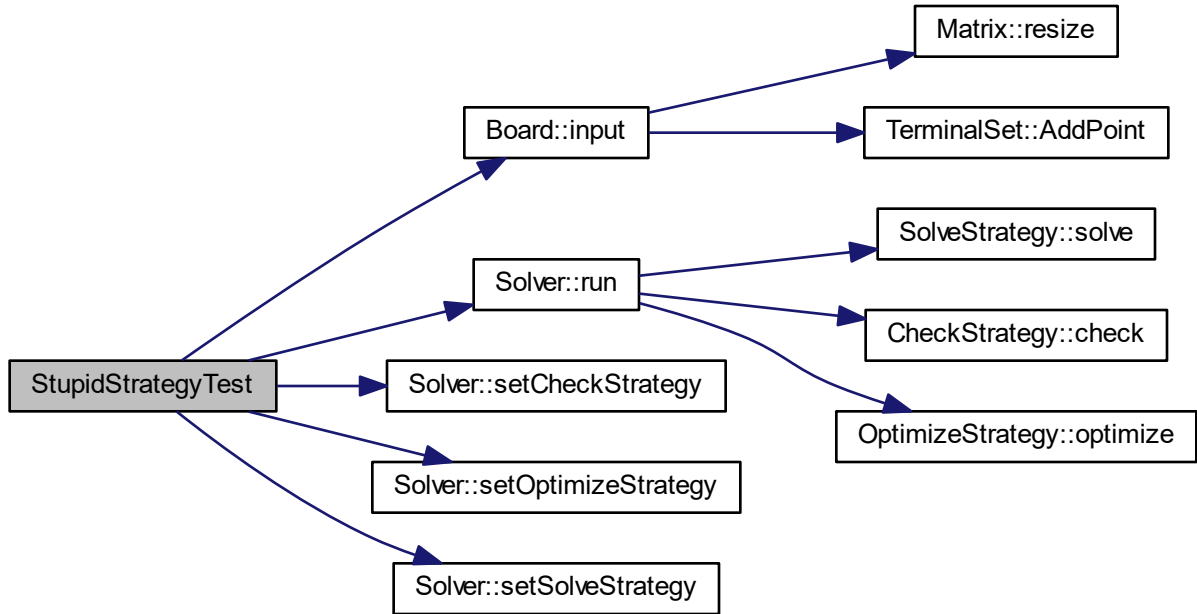 Matrix::resize
Board::input
TerminalSet::AddPoint
SolveStrategy::solve
Solver::run
CheckStrategy::check
StupidStrategyTest
Solver::setCheckStrategy
OptimizeStrategy::optimize
Solver::setOptimizeStrategy
Solver::setSolveStrategy